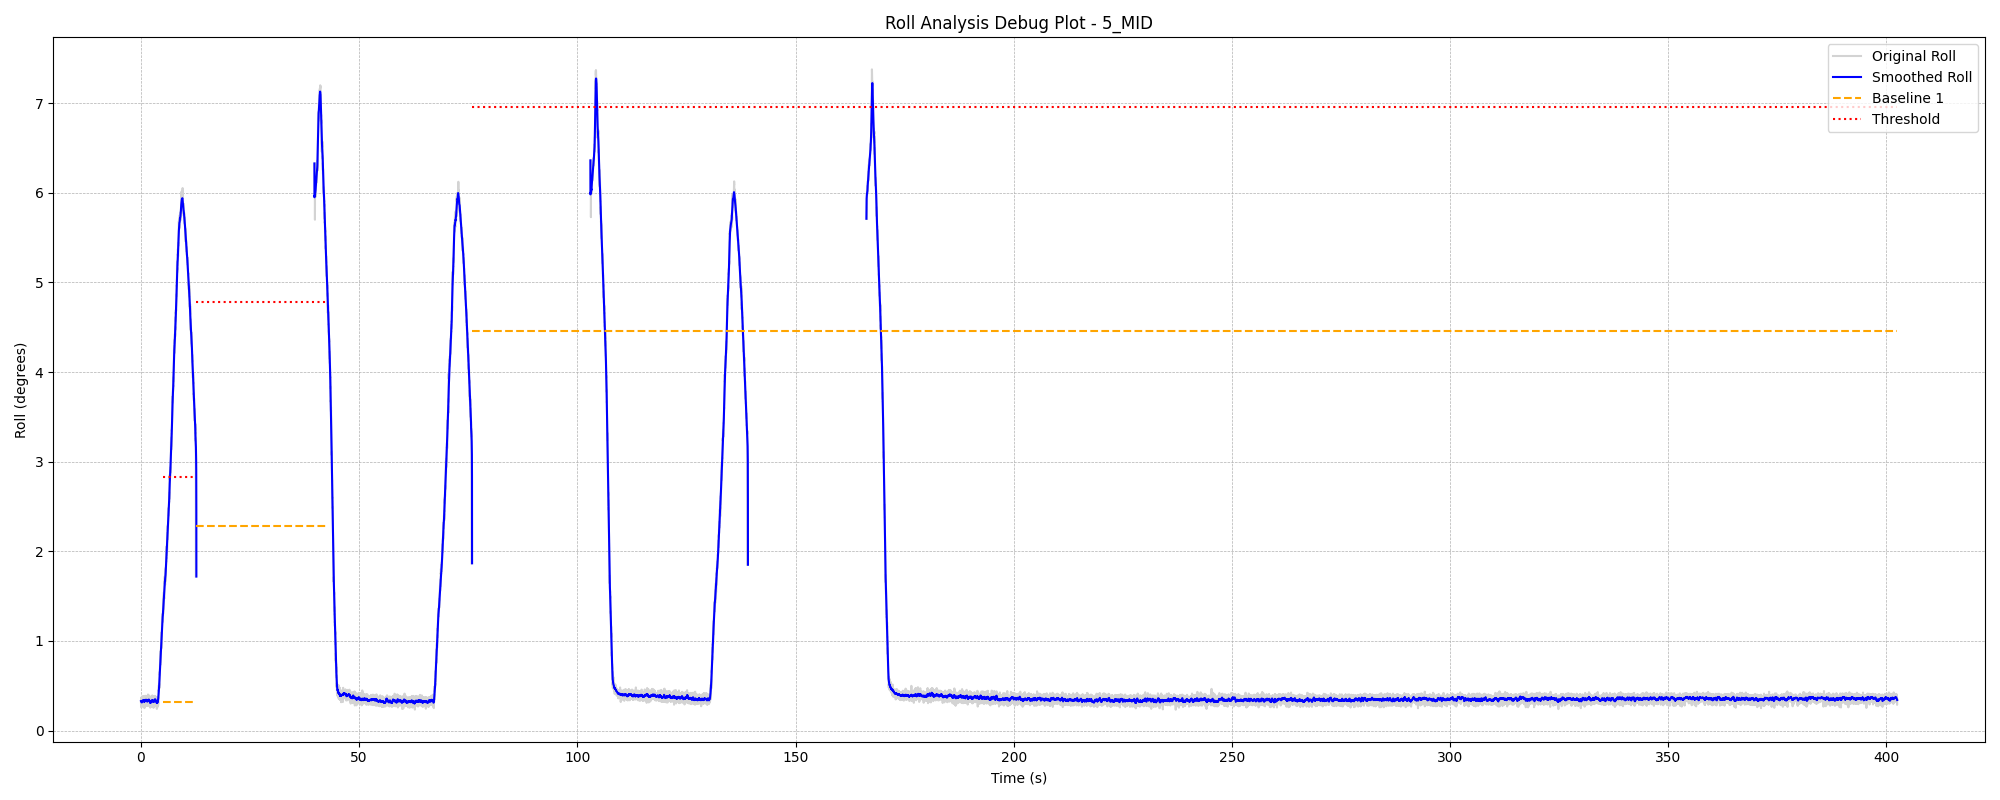 Roll Analysis Debug Plot - 5_MID
Original Roll
Smoothed Roll
Baseline 1
Threshold
Roll (degrees)
7
6
5
4
3
2
1
0
0
50
100
150
200
250
300
350
400
Time (s)